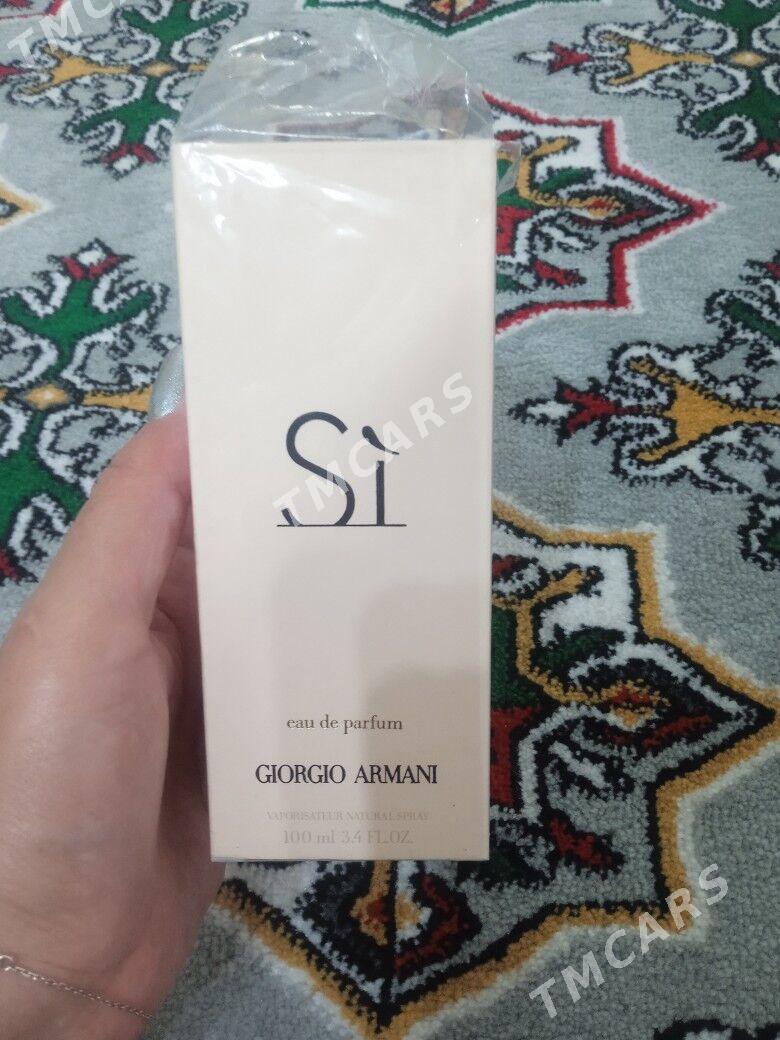 TMCARS
Sì
TMCARS
eau de parfum
GIORGIO ARMANI
VAPORISATEUR NATURAL SPRAY
100 ml 3.4 FL.OZ.
TMCARS